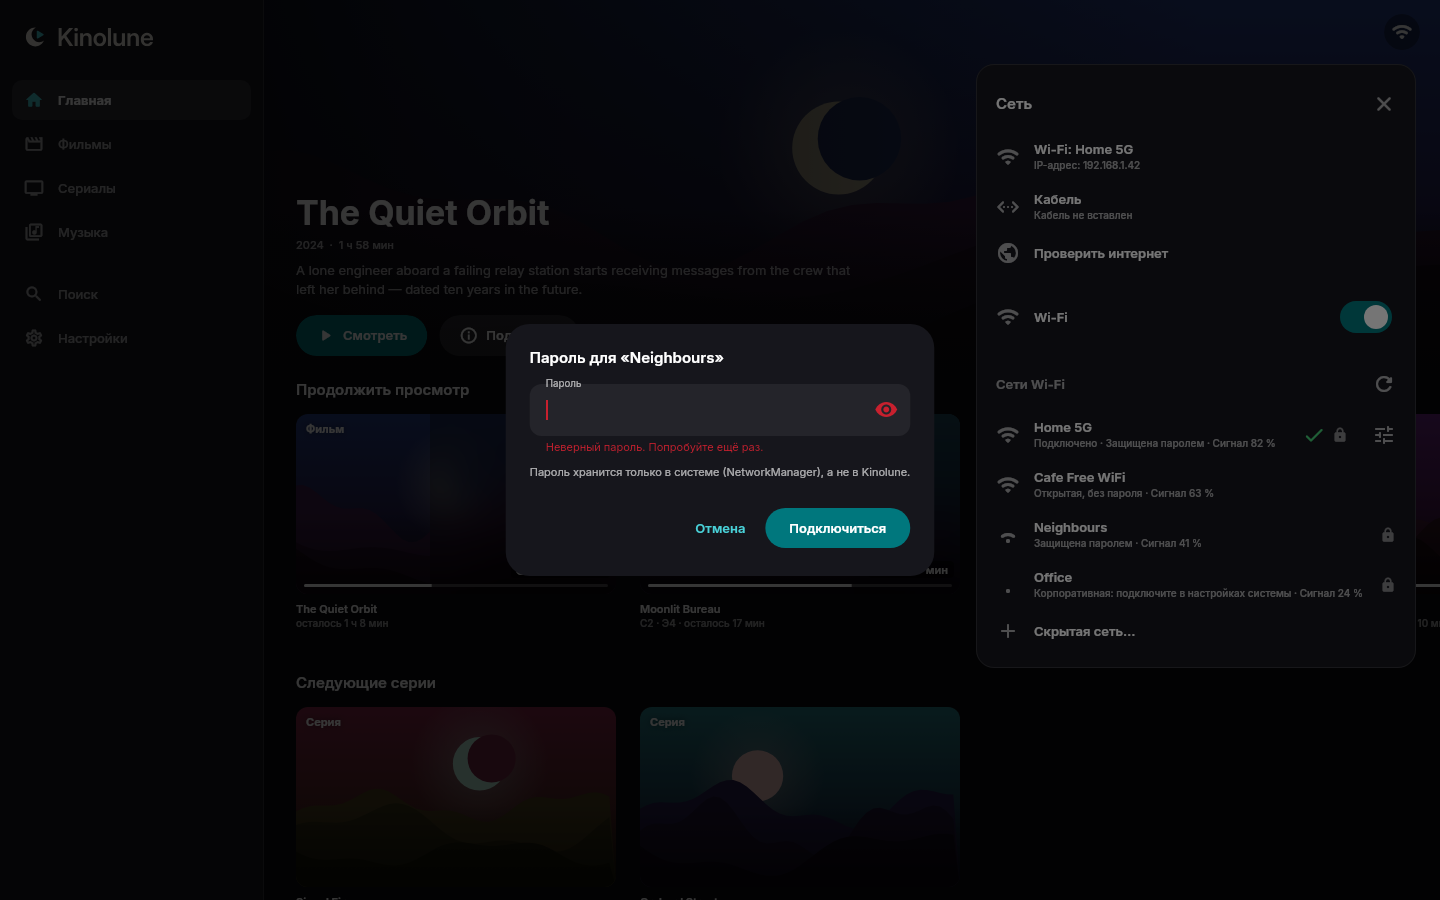 Kinolune
Главная
Фильмы
Сериалы
Музыка
Поиск
Настройки
The Quiet Orbit
2024 · 1 ч 58 мин
A lone engineer aboard a failing relay station starts receiving messages from the crew that
left her behind — dated ten years in the future.
Смотреть
Под
Продолжить просмотр
Фильм
мин
The Quiet Orbit
осталось 1 ч 8 мин
Moonlit Bureau
С2 · Э4 · осталось 17 мин
10 м
Следующие серии
Серия
Серия
Пароль для «Neighbours»
Пароль
Неверный пароль. Попробуйте ещё раз.
Пароль хранится только в системе (NetworkManager), а не в Kinolune.
Отмена
Подключиться
Сеть
Wi-Fi: Home 5G
IP-адрес: 192.168.1.42
Кабель
Кабель не вставлен
Проверить интернет
Wi-Fi
Сети Wi-Fi
Home 5G
Подключено · Защищена паролем · Сигнал 82 %
Cafe Free WiFi
Открытая, без пароля · Сигнал 63 %
Neighbours
Защищена паролем · Сигнал 41 %
Office
Корпоративная: подключите в настройках системы · Сигнал 24 %
Скрытая сеть...